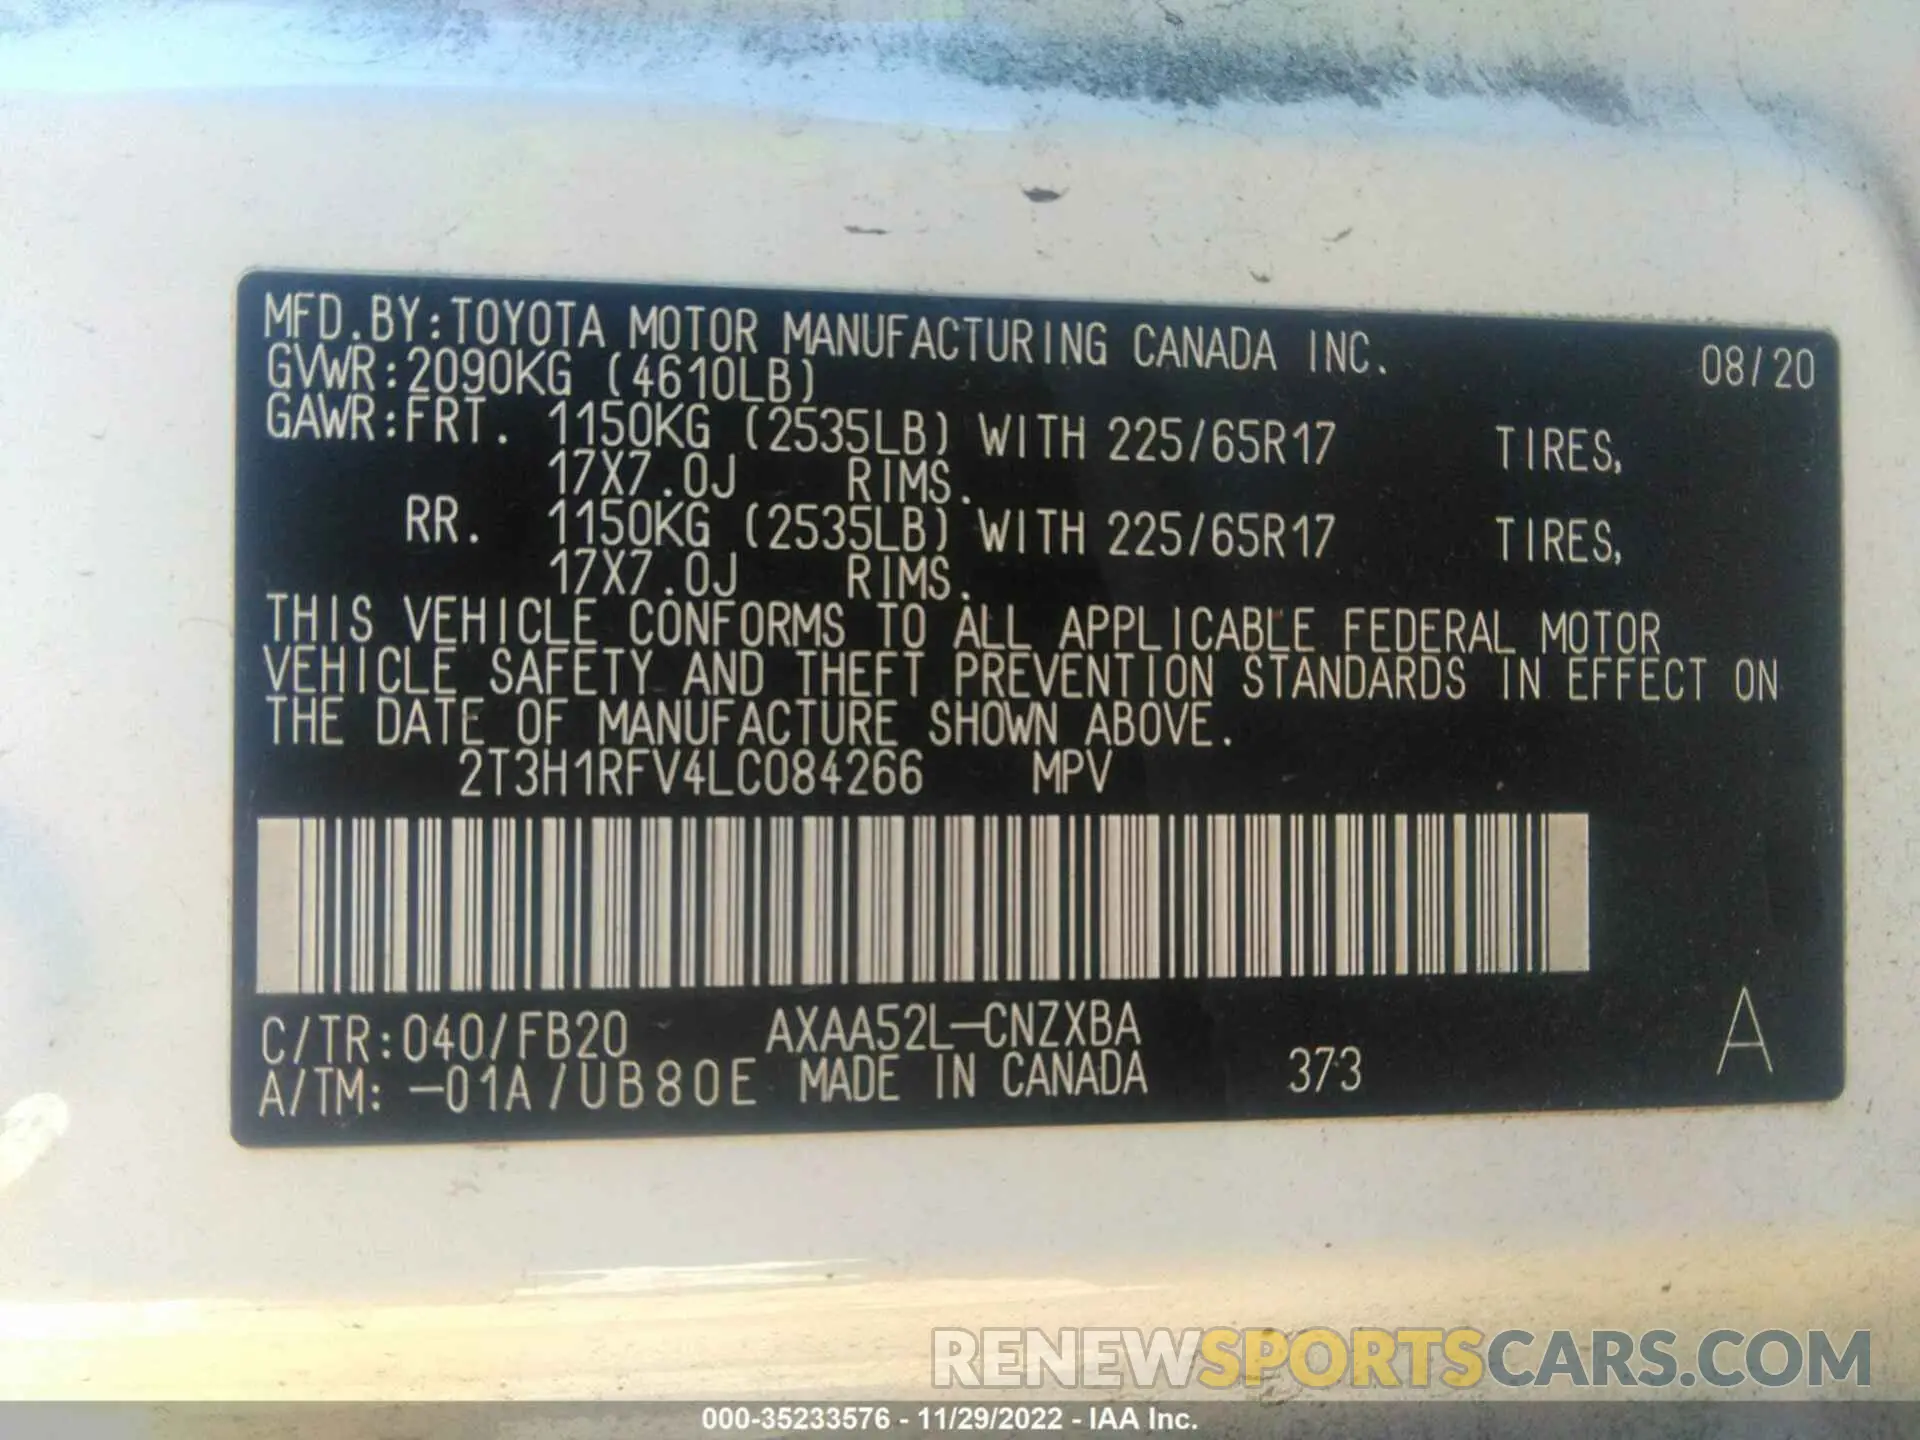 MFD.BY:TOYOTA MOTOR MANUFACTURING CANADA INC. 08/20
GVWR:2090KG (4610LB)
GAWR:FRT. 1150KG (2535LB) WITH 225/65R17 TIRES,
17X7.0J RIMS.
RR. 1150KG (2535LB) WITH 225/65R17 TIRES,
17X7.0J RIMS.
THIS VEHICLE CONFORMS TO ALL APPLICABLE FEDERAL MOTOR
VEHICLE SAFETY AND THEFT PREVENTION STANDARDS IN EFFECT ON
THE DATE OF MANUFACTURE SHOWN ABOVE.
2T3H1RFV4LC084266 MPV
C/TR:040/FB20 AXAA52L-CNZXBA
A/TM:-01A/UB80E MADE IN CANADA 373 A
RENEWSPORTSCARS.COM
000-35233576 - 11/29/2022 - IAA Inc.